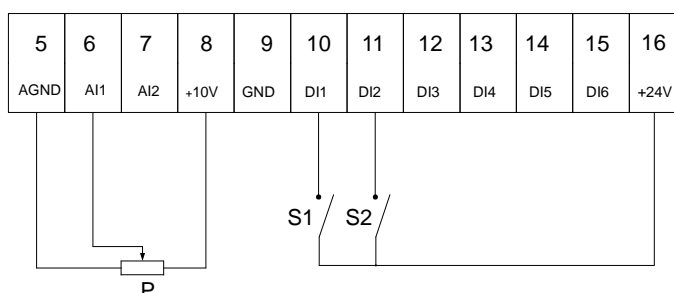 5 6 7 8 9 10 11 12 13 14 15 16
AGND AI1 AI2 +10V GND DI1 DI2 DI3 DI4 DI5 DI6 +24V
S1 S2
P